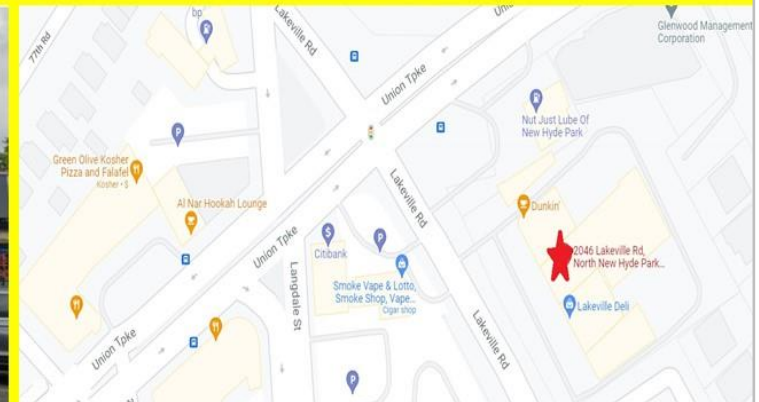 bp
Lakeville Rd
77th Rd
Glenwood Management
Corporation
Union Tpke
Nut Just Lube Of
New Hyde Park
P
Green Olive Kosher
Pizza and Falafel
Kosher • $
Al Nar Hookah Lounge
Lakeville Rd
Dunkin'
Union Tpke
$
Citibank
P
2046 Lakeville Rd,
North New Hyde Park...
Langdale St
Smoke Vape & Lotto,
Smoke Shop, Vape...
Cigar shop
Lakeville Deli
Lakeville Rd
Union Tpke
P